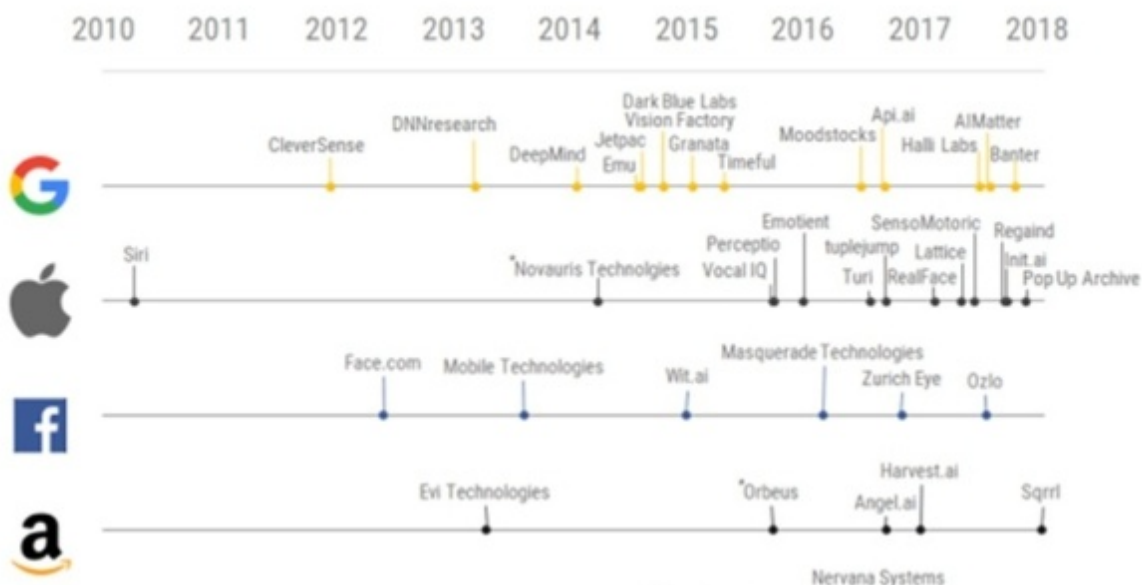 2010 2011 2012 2013 2014 2015 2016 2017 2018
Dark Blue Labs
Vision Factory
Api.ai
DNNresearch
AIMatter
Moodstocks
Jetpac
Granata
CleverSense
Halli Labs
DeepMind
Banter
Emu
Timeful
Emotient
SensoMotoric
Regaind
Perceptio
tuplejump
Siri
Lattice
Init.ai
*Novauris Technolgies
Vocal IQ
Turi
RealFace
Pop Up Archive
Masquerade Technologies
Face.com
Mobile Technologies
Wit.ai
Zurich Eye
Ozlo
Harvest.ai
Evi Technologies
*Orbeus
Sqrrl
Angel.ai
a
Nervana Systems